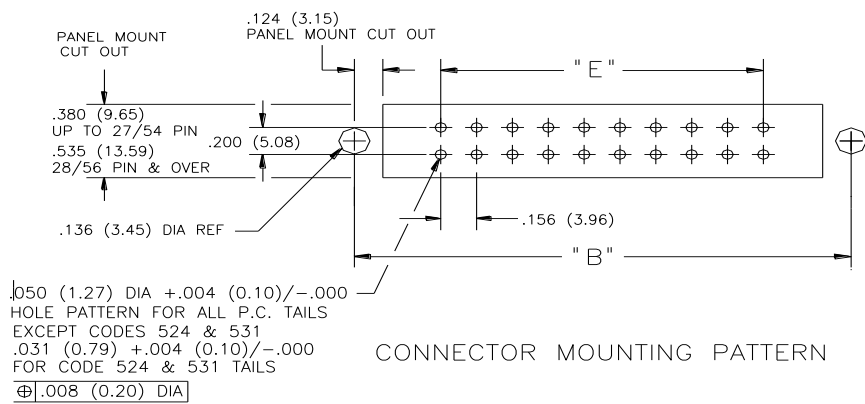 .124 (3.15)
PANEL MOUNT CUT OUT
PANEL MOUNT
CUT OUT
"E"
.380 (9.65)
UP TO 27/54 PIN
.200 (5.08)
.535 (13.59)
28/56 PIN & OVER
.136 (3.45) DIA REF
.156 (3.96)
"B"
.050 (1.27) DIA +.004 (0.10)/-.000
HOLE PATTERN FOR ALL P.C. TAILS
EXCEPT CODES 524 & 531
.031 (0.79) +.004 (0.10)/-.000
FOR CODE 524 & 531 TAILS
⌖ .008 (0.20) DIA
CONNECTOR MOUNTING PATTERN